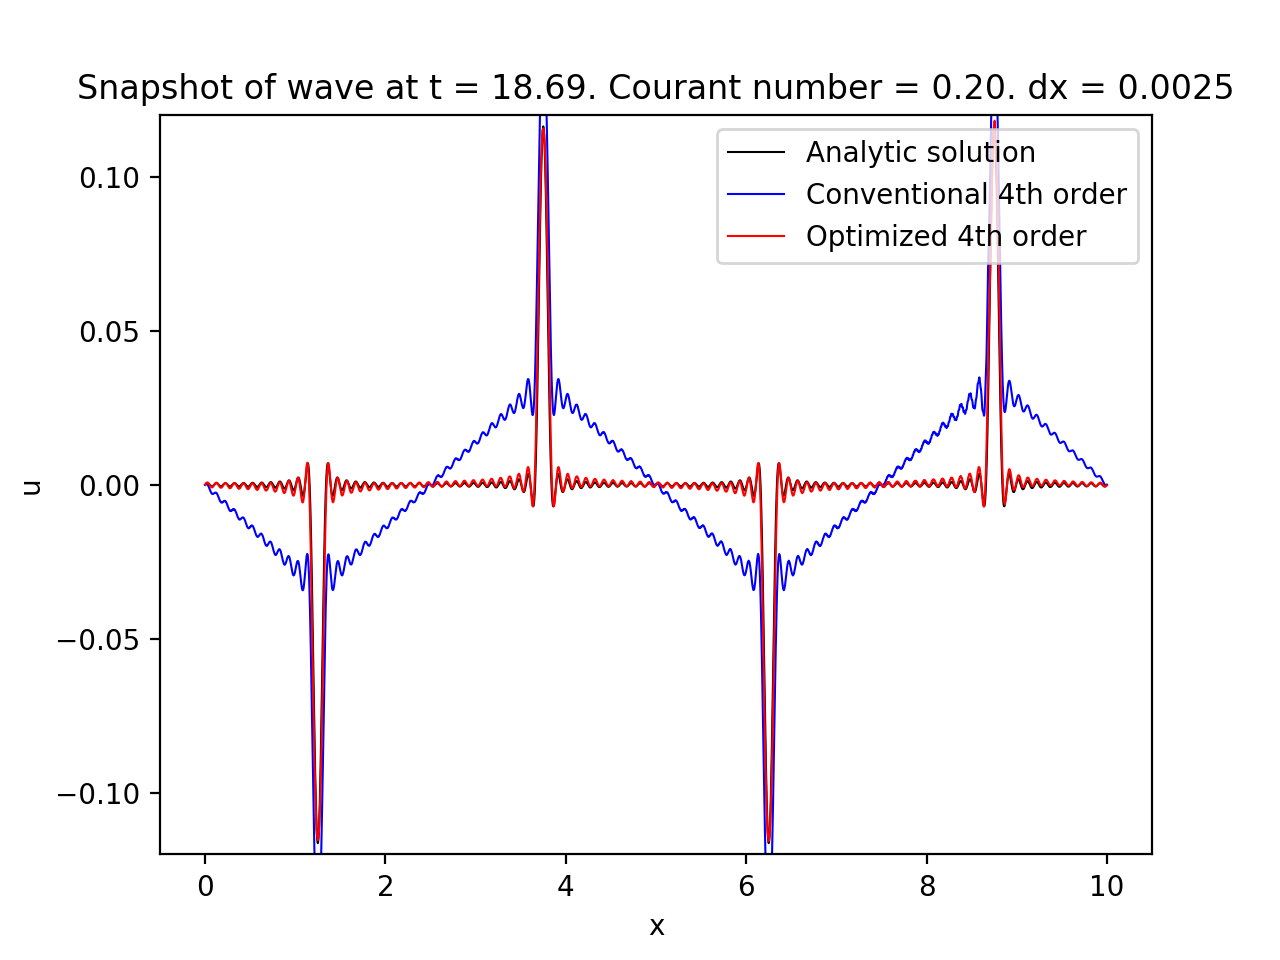 Snapshot of wave at t = 18.69. Courant number = 0.20. dx = 0.0025
Analytic solution
Conventional 4th order
Optimized 4th order
0.10
0.05
0.00
−0.05
−0.10
u
0 2 4 6 8 10
x